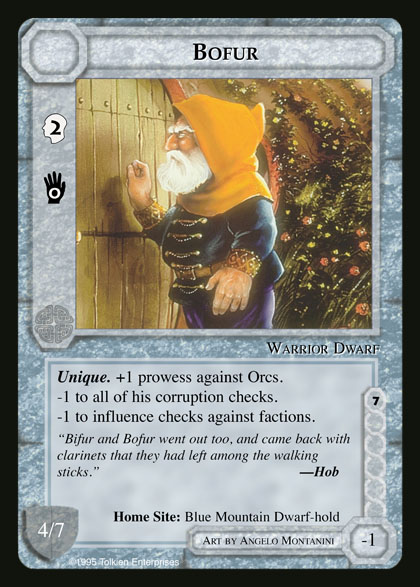 Bofur
2
Warrior Dwarf
Unique. +1 prowess against Orcs.
-1 to all of his corruption checks.
-1 to influence checks against factions.
“Bifur and Bofur went out too, and came back with
clarinets that they had left among the walking
sticks.” —Hob
7
Home Site: Blue Mountain Dwarf-hold
4/7
Art by Angelo Montanini
-1
©1995 Tolkien Enterprises